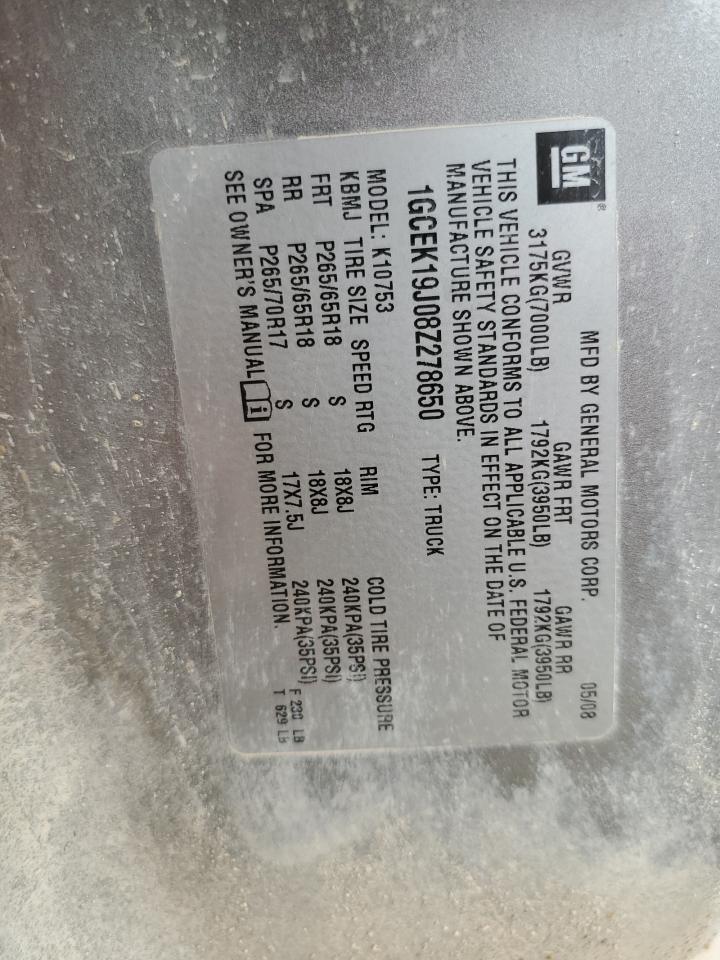 GM®
MFD BY GENERAL MOTORS CORP. 05/08
GVWR GAWR FRT GAWR RR
3175KG(7000LB) 1792KG(3950LB) 1792KG(3950LB)
THIS VEHICLE CONFORMS TO ALL APPLICABLE U.S. FEDERAL MOTOR
VEHICLE SAFETY STANDARDS IN EFFECT ON THE DATE OF
MANUFACTURE SHOWN ABOVE.
1GCEK19J08Z278650 TYPE: TRUCK
MODEL: K10753
KBMJ TIRE SIZE SPEED RTG RIM COLD TIRE PRESSURE
FRT P265/65R18 S 18X8J 240KPA(35PSI)
RR P265/65R18 S 18X8J 240KPA(35PSI)
SPA P265/70R17 S 17X7.5J 240KPA(35PSI)
SEE OWNER'S MANUAL FOR MORE INFORMATION.
F 230 LB
T 629 LB